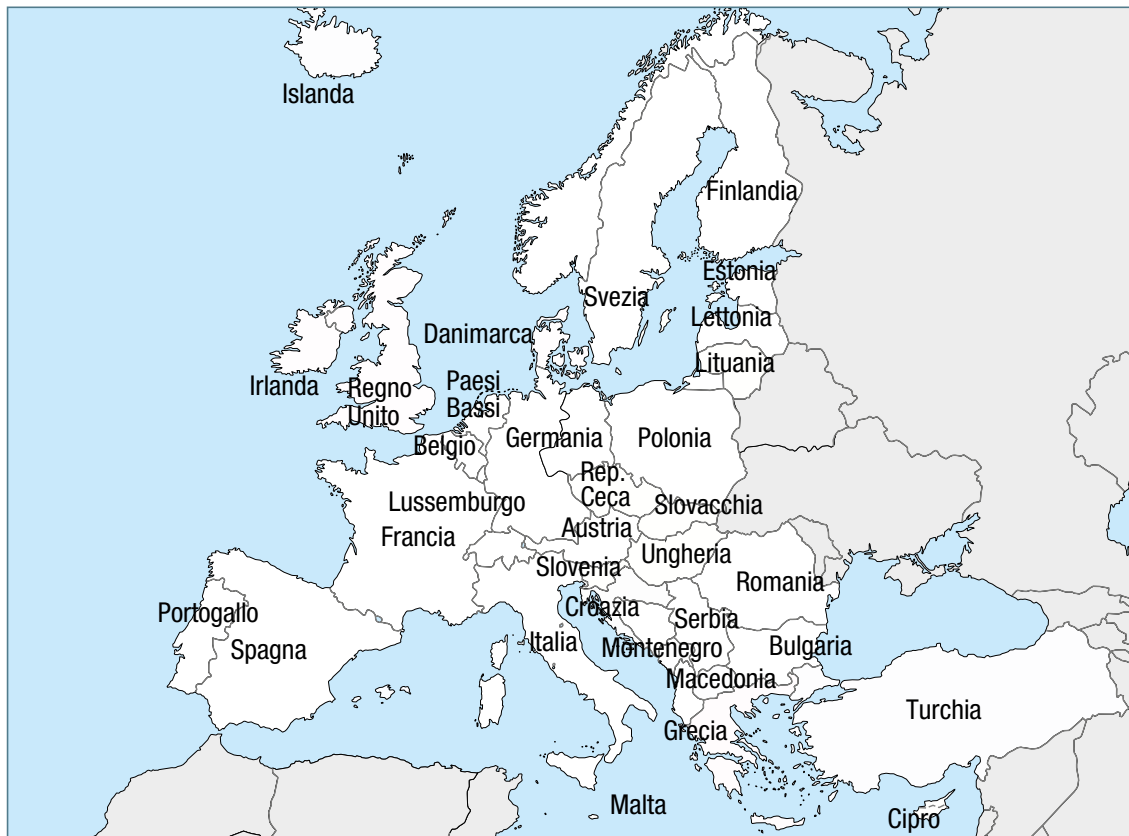 Islanda
Finlandia
Estonia
Svezia
Lettonia
Danimarca
Lituania
Irlanda
Regno
Unito
Paesi
Bassi
Belgio
Germania
Polonia
Rep.
Ceca
Lussemburgo
Slovacchia
Francia
Austria
Ungheria
Slovenia
Romania
Portogallo
Croazia
Serbia
Spagna
Italia
Montenegro
Bulgaria
Macedonia
Turchia
Grecia
Malta
Cipro